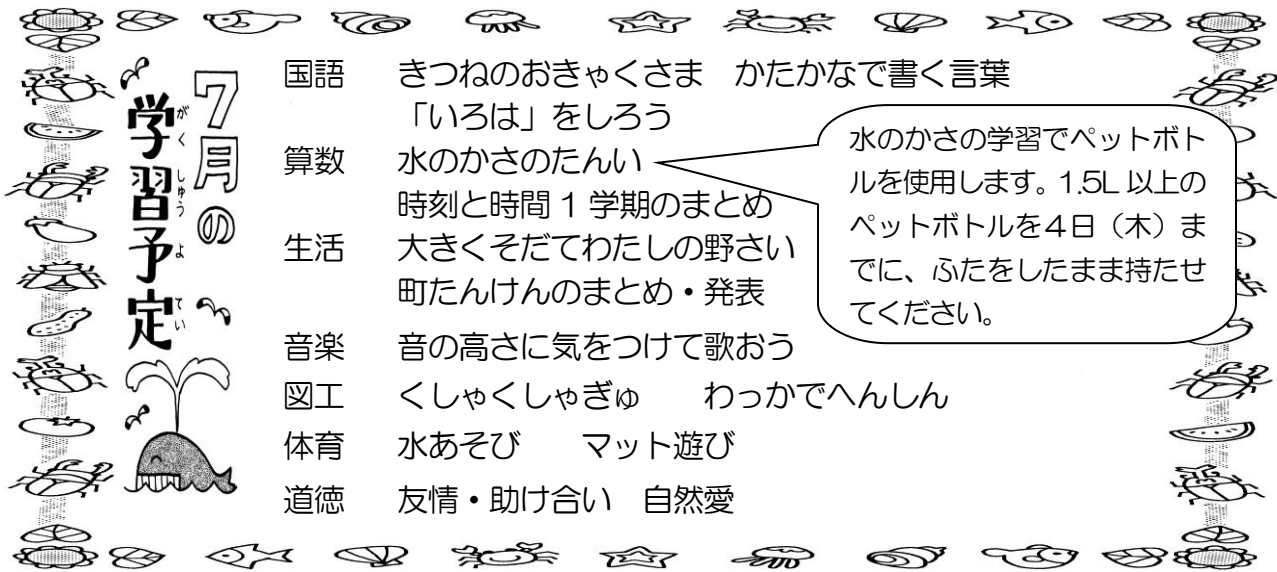 7月の
学習予定
がくしゅうよてい
国語 きつねのおきゃくさま かたかなで書く言葉
「いろは」をしろう
算数 水のかさのたんい
時刻と時間 1 学期のまとめ
生活 大きくそだてわたしの野さい
町たんけんのまとめ・発表
音楽 音の高さに気をつけて歌おう
図工 くしゃくしゃぎゅ わっかでへんしん
体育 水あそび マット遊び
道徳 友情・助け合い 自然愛
水のかさの学習でペットボト
ルを使用します。1.5L 以上の
ペットボトルを4日（木）ま
でに、ふたをしたまま持たせ
てください。